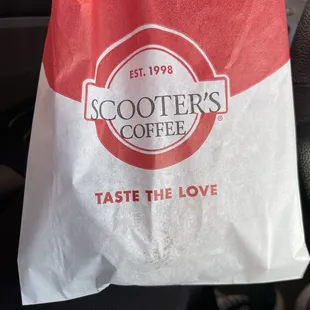 EST. 1998
SCOOTER'S
COFFEE®
TASTE THE LOVE